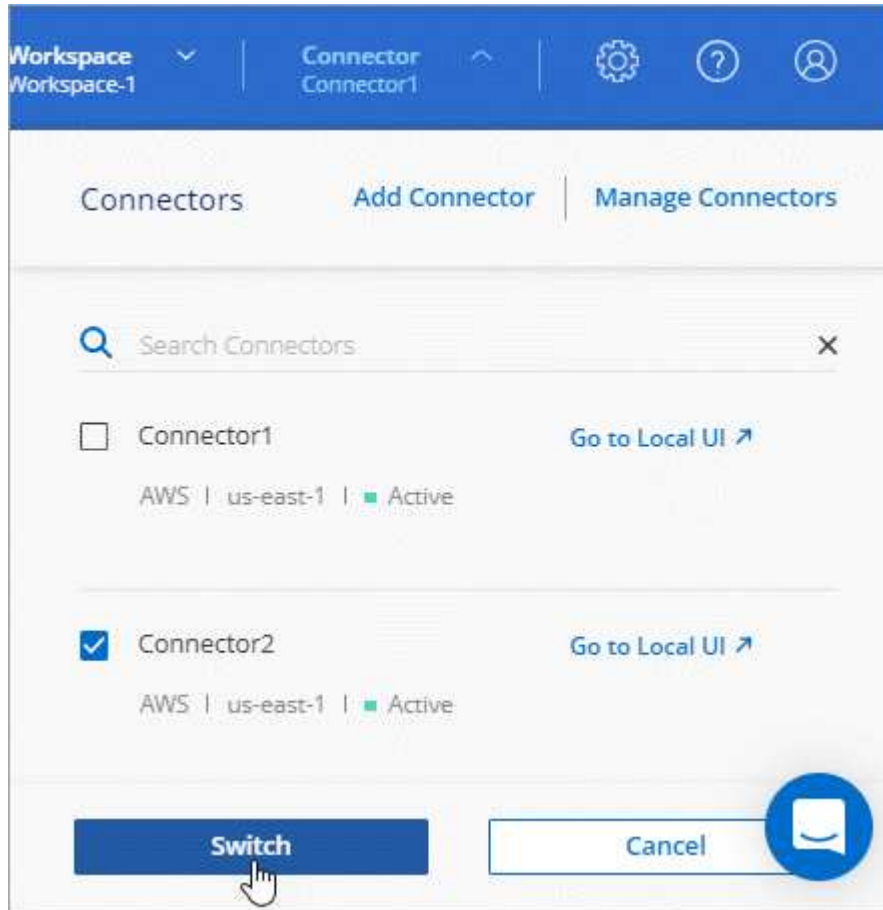 Workspace
Workspace-1
Connector
Connector1
Connectors
Add Connector
Manage Connectors
Search Connectors
Connector1
Go to Local UI
AWS | us-east-1 | Active
Connector2
Go to Local UI
AWS | us-east-1 | Active
Switch
Cancel